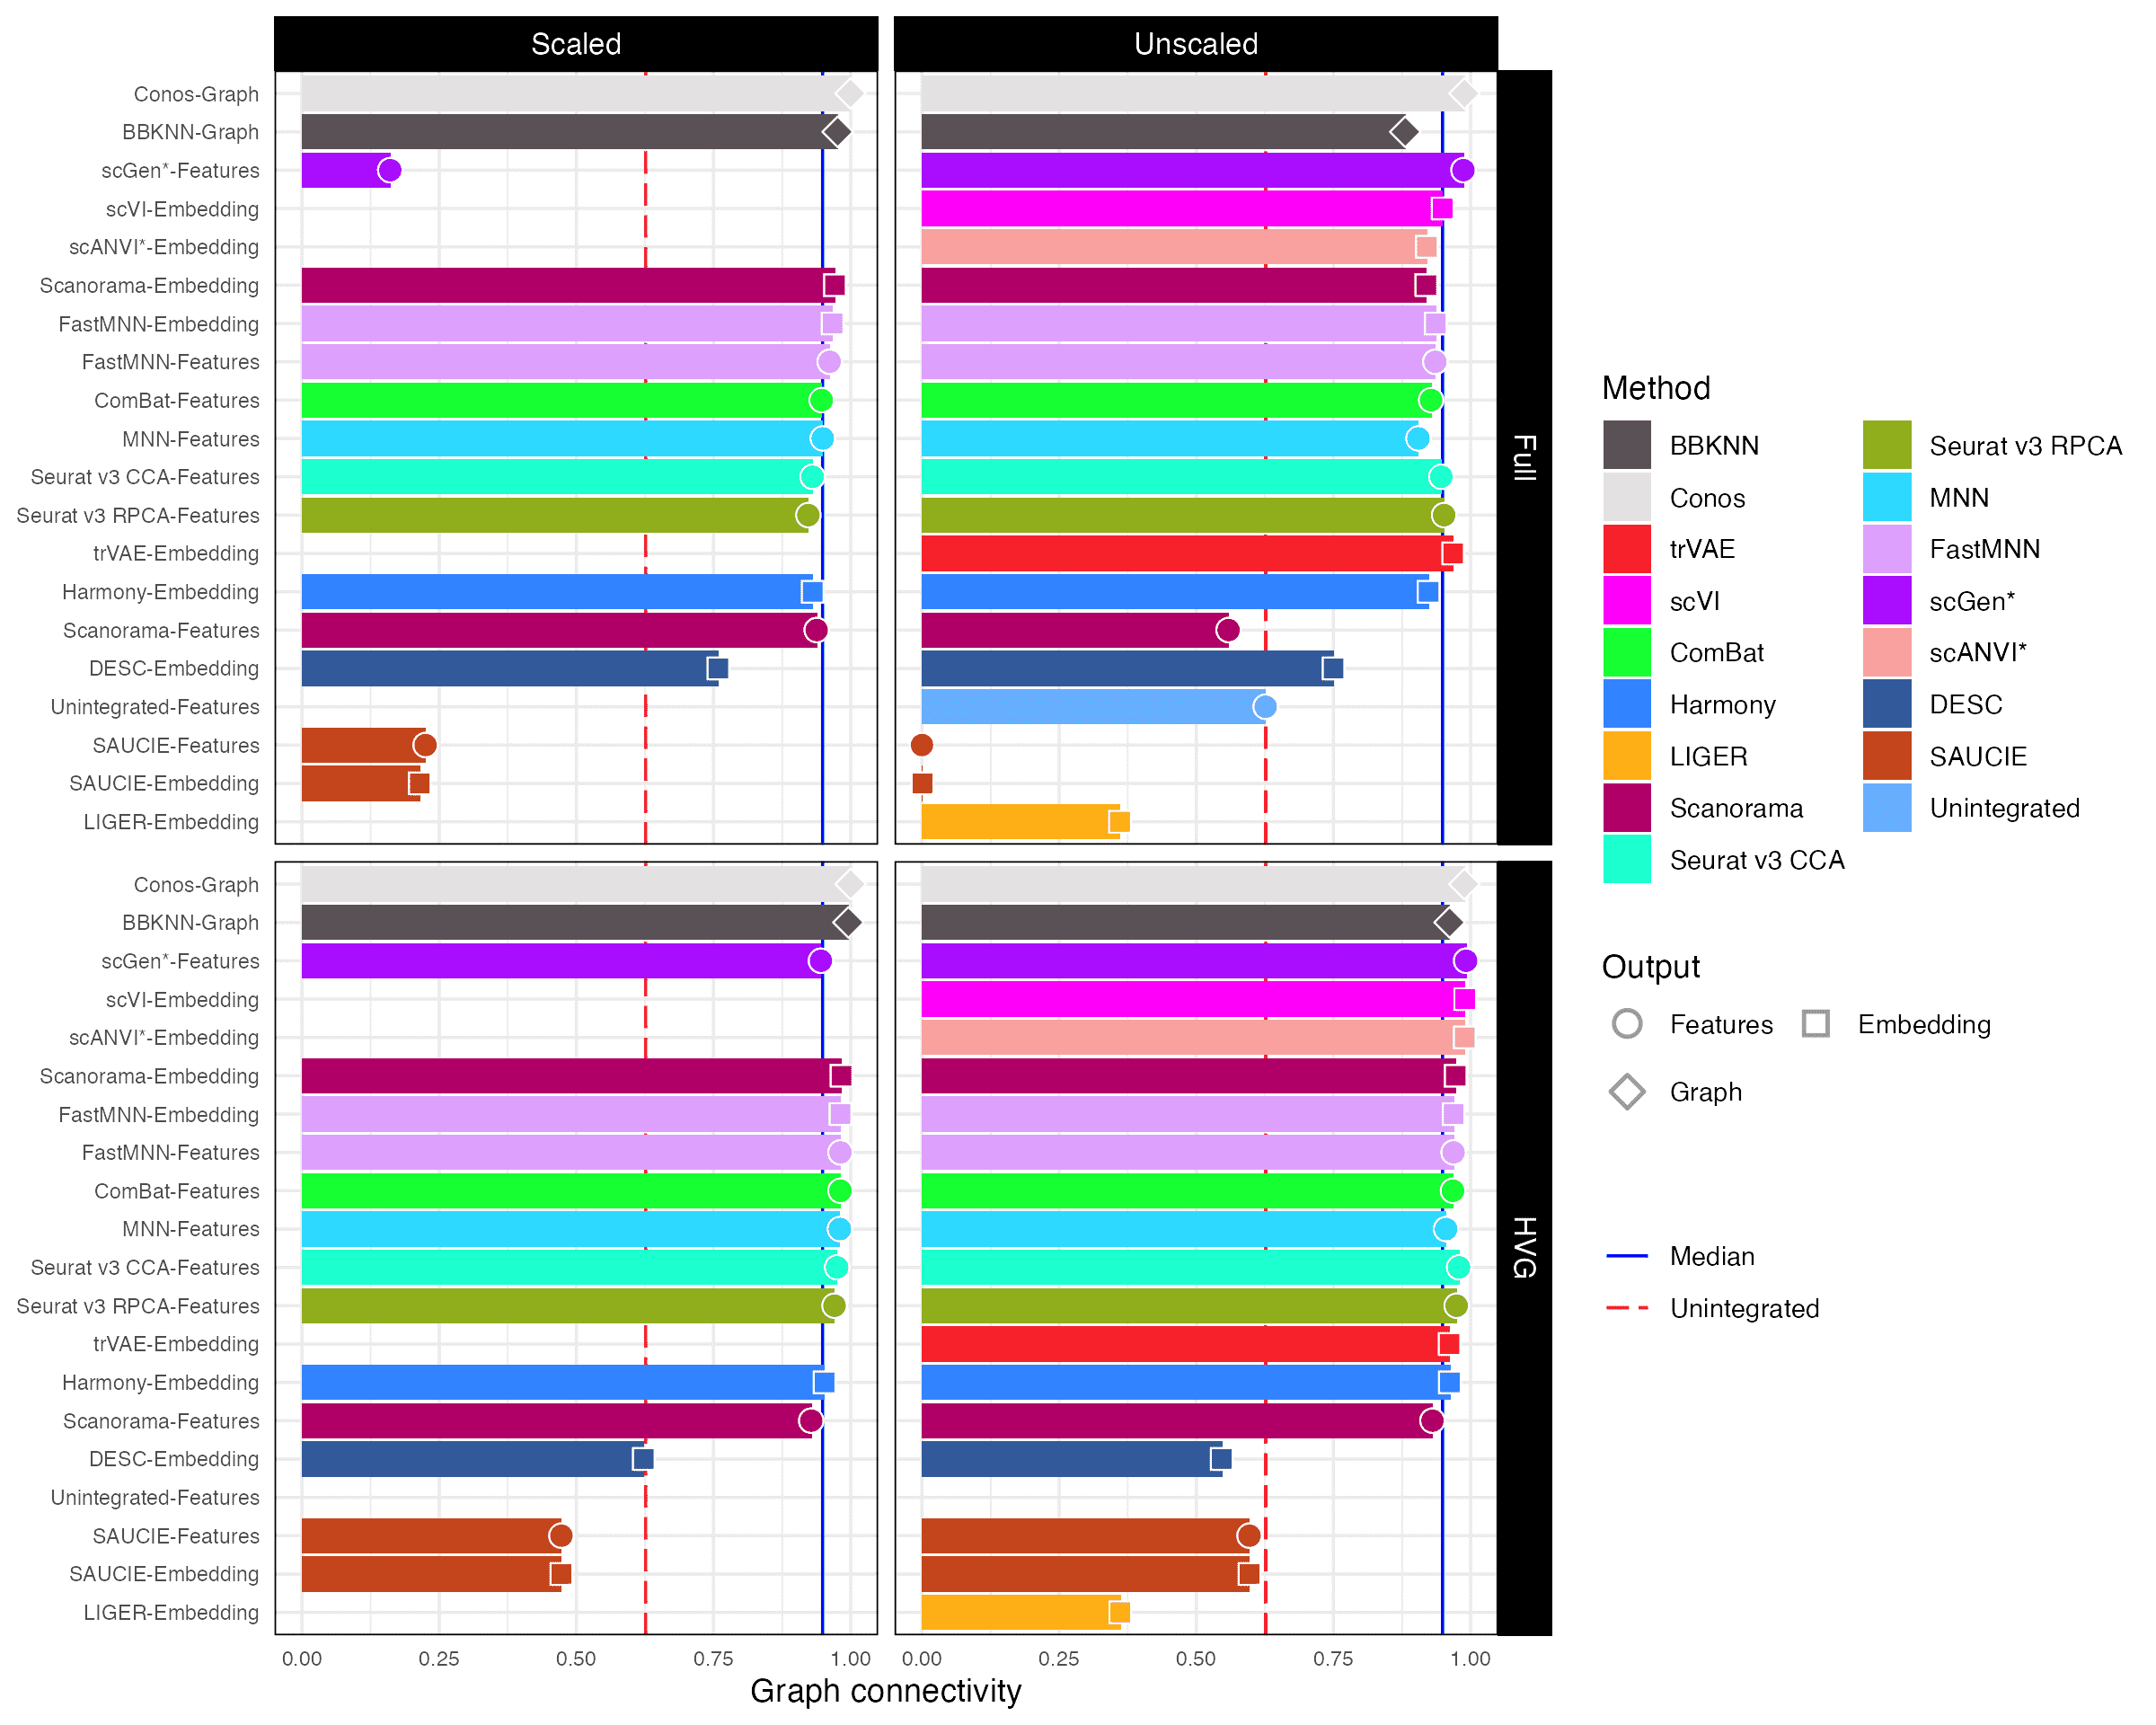 Scaled
Unscaled
Conos-Graph
BBKNN-Graph
scGen*-Features
scVI-Embedding
scANVI*-Embedding
Scanorama-Embedding
FastMNN-Embedding
FastMNN-Features
ComBat-Features
MNN-Features
Seurat v3 CCA-Features
Seurat v3 RPCA-Features
trVAE-Embedding
Harmony-Embedding
Scanorama-Features
DESC-Embedding
Unintegrated-Features
SAUCIE-Features
SAUCIE-Embedding
LIGER-Embedding
Full
Conos-Graph
BBKNN-Graph
scGen*-Features
scVI-Embedding
scANVI*-Embedding
Scanorama-Embedding
FastMNN-Embedding
FastMNN-Features
ComBat-Features
MNN-Features
Seurat v3 CCA-Features
Seurat v3 RPCA-Features
trVAE-Embedding
Harmony-Embedding
Scanorama-Features
DESC-Embedding
Unintegrated-Features
SAUCIE-Features
SAUCIE-Embedding
LIGER-Embedding
HVG
0.00 0.25 0.50 0.75 1.00
0.00 0.25 0.50 0.75 1.00
Graph connectivity
Method
BBKNN
Conos
trVAE
scVI
ComBat
Harmony
LIGER
Scanorama
Seurat v3 CCA
Seurat v3 RPCA
MNN
FastMNN
scGen*
scANVI*
DESC
SAUCIE
Unintegrated
Output
Features
Embedding
Graph
Median
Unintegrated